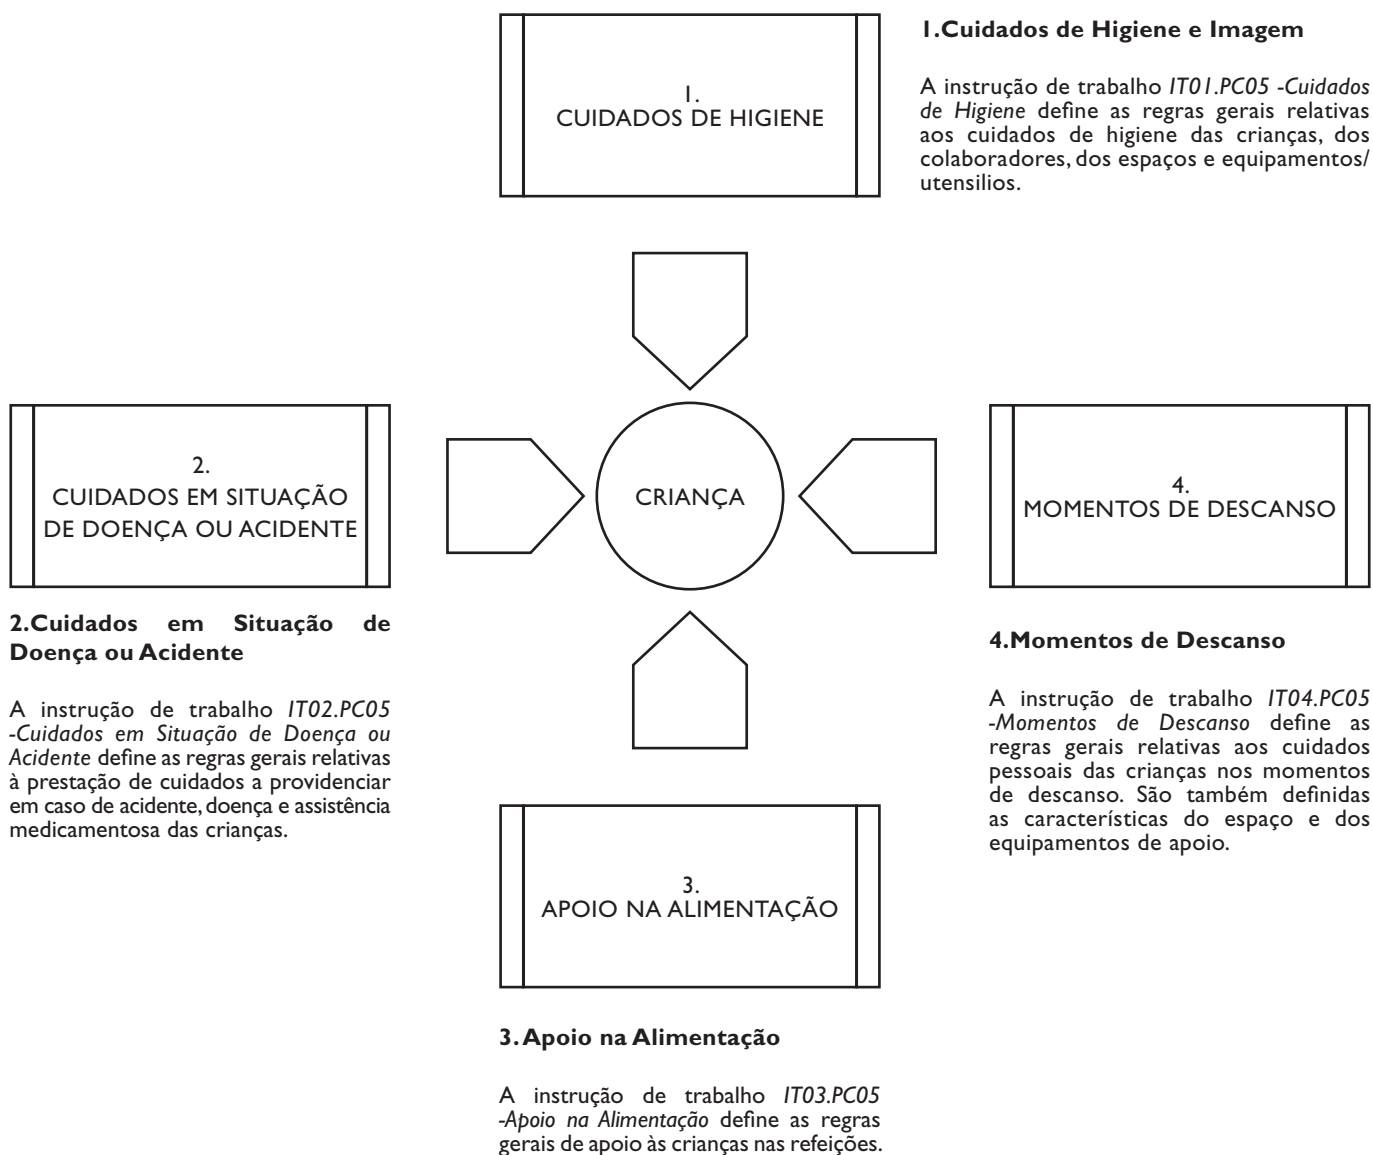 1.
CUIDADOS DE HIGIENE
1.Cuidados de Higiene e Imagem
A instrução de trabalho IT01.PC05 -Cuidados
de Higiene define as regras gerais relativas
aos cuidados de higiene das crianças, dos
colaboradores, dos espaços e equipamentos/
utensilios.
2.
CUIDADOS EM SITUAÇÃO
DE DOENÇA OU ACIDENTE
CRIANÇA
4.
MOMENTOS DE DESCANSO
2.Cuidados em Situação de
Doença ou Acidente
A instrução de trabalho IT02.PC05
-Cuidados em Situação de Doença ou
Acidente define as regras gerais relativas
à prestação de cuidados a providenciar
em caso de acidente, doença e assistência
medicamentosa das crianças.
4.Momentos de Descanso
A instrução de trabalho IT04.PC05
-Momentos de Descanso define as
regras gerais relativas aos cuidados
pessoais das crianças nos momentos
de descanso. São também definidas
as características do espaço e dos
equipamentos de apoio.
3.
APOIO NA ALIMENTAÇÃO
3. Apoio na Alimentação
A instrução de trabalho IT03.PC05
-Apoio na Alimentação define as regras
gerais de apoio às crianças nas refeições.